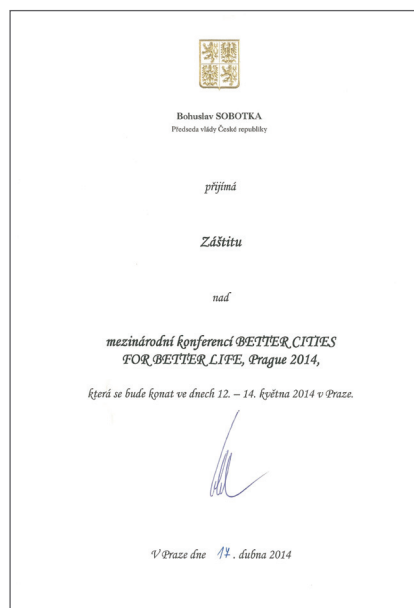 Bohuslav SOBOTKA
Předseda vlády České republiky
přijímá
Záštitu
nad
mezinárodní konferencí BETTER CITIES
FOR BETTER LIFE, Prague 2014,
která se bude konat ve dnech 12. – 14. května 2014 v Praze.
V Praze dne 17. dubna 2014